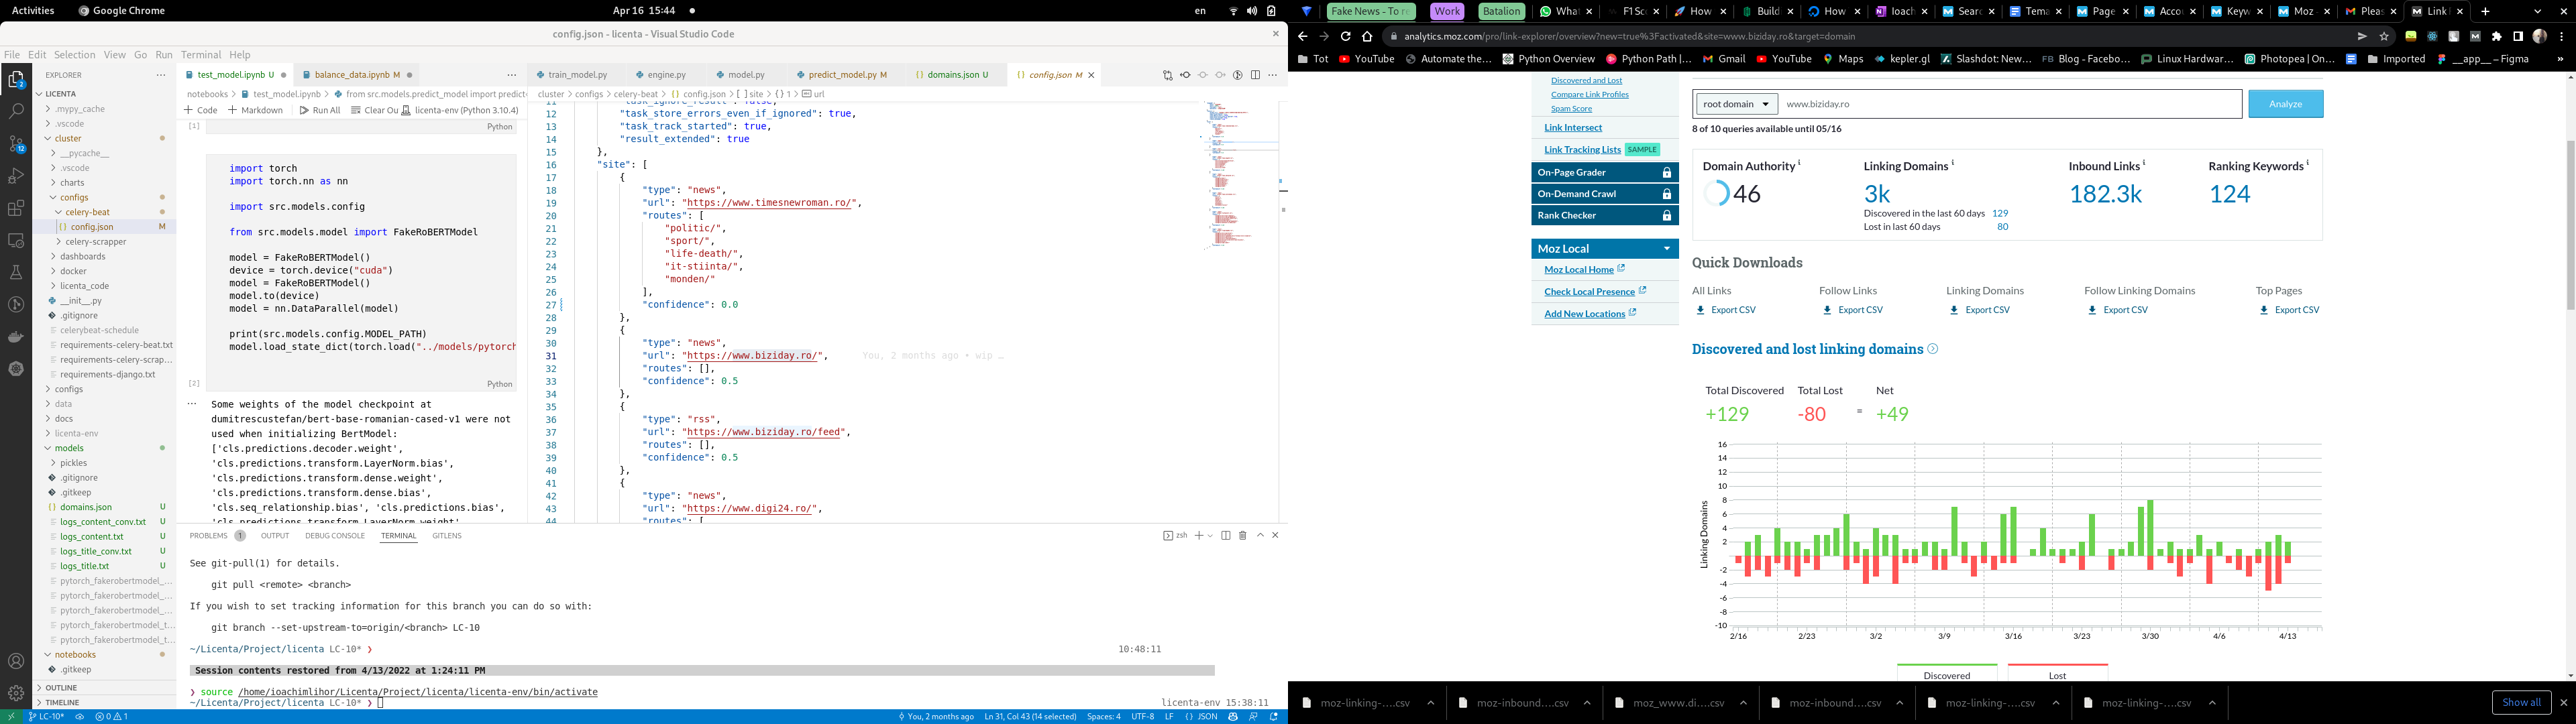 Activities
Google Chrome
Apr 16 15:44
en
config.json - licenta - Visual Studio Code
File Edit Selection View Go Run Terminal Help
EXPLORER
LICENTA
.mypy_cache
.vscode
cluster
__pycache__
.vscode
charts
configs
celery-beat
config.json M
celery-scrapper
dashboards
docker
licenta_code
__init__.py
.gitignore
celerybeat-schedule
requirements-celery-beat.txt
requirements-celery-scrap...
requirements-django.txt
configs
data
docs
licenta-env
models
pickles
.gitignore
.gitkeep
domains.json U
logs_content_conv.txt U
logs_content.txt U
logs_title_conv.txt U
logs_title.txt U
pytorch_fakerobertmodel_...
pytorch_fakerobertmodel_...
pytorch_fakerobertmodel_...
pytorch_fakerobertmodel_t...
pytorch_fakerobertmodel_t...
notebooks
.gitkeep
OUTLINE
TIMELINE
test_model.ipynb U
balance_data.ipynb M
notebooks > test_model.ipynb > from src.models.predict_model import predict
+ Code + Markdown Run All Clear Ou licenta-env (Python 3.10.4)
[1]
Python
import torch
import torch.nn as nn
import src.models.config
from src.models.model import FakeRoBERTModel
model = FakeRoBERTModel()
device = torch.device("cuda")
model = FakeRoBERTModel()
model.to(device)
model = nn.DataParallel(model)
print(src.models.config.MODEL_PATH)
model.load_state_dict(torch.load("../models/pytorch
[2]
Python
Some weights of the model checkpoint at
dumitrescustefan/bert-base-romanian-cased-v1 were not
used when initializing BertModel:
['cls.predictions.decoder.weight',
'cls.predictions.transform.LayerNorm.bias',
'cls.predictions.transform.dense.weight',
'cls.predictions.transform.dense.bias',
'cls.seq_relationship.bias', 'cls.predictions.bias',
'cls.predictions.transform.LayerNorm.weight'
train_model.py
engine.py
model.py
predict_model.py M
domains.json U
config.json M
cluster > configs > celery-beat > config.json > [ ] site > { } 1 > url
11 "task_ignore_result": false,
12 "task_store_errors_even_if_ignored": true,
13 "task_track_started": true,
14 "result_extended": true
15 },
16 "site": [
17 {
18 "type": "news",
19 "url": "https://www.timesnewroman.ro/",
20 "routes": [
21 "politic/",
22 "sport/",
23 "life-death/",
24 "it-stiinta/",
25 "monden/"
26 ],
27 "confidence": 0.0
28 },
29 {
30 "type": "news",
31 "url": "https://www.biziday.ro/", You, 2 months ago • wip …
32 "routes": [],
33 "confidence": 0.5
34 },
35 {
36 "type": "rss",
37 "url": "https://www.biziday.ro/feed",
38 "routes": [],
39 "confidence": 0.5
40 },
41 {
42 "type": "news",
43 "url": "https://www.digi24.ro/",
44 "routes": [
PROBLEMS 1 OUTPUT DEBUG CONSOLE TERMINAL GITLENS
zsh
See git-pull(1) for details.
git pull <remote> <branch>
If you wish to set tracking information for this branch you can do so with:
git branch --set-upstream-to=origin/<branch> LC-10
~/Licenta/Project/licenta LC-10* ❯ 10:48:11
Session contents restored from 4/13/2022 at 1:24:11 PM
❯ source /home/ioachimlihor/Licenta/Project/licenta/licenta-env/bin/activate
~/Licenta/Project/licenta LC-10* ❯ licenta-env 15:38:11
LC-10* 0 1 You, 2 months ago Ln 31, Col 43 (14 selected) Spaces: 4 UTF-8 LF { } JSON
Fake News - To re
Work
Batalion
What
F1 Sc
How
Build
How
Ioach
Searc
Tema
Page
Acco
Keyw
Moz -
Pleas
Link
analytics.moz.com/pro/link-explorer/overview?new=true%3Factivated&site=www.biziday.ro&target=domain
Tot YouTube Automate the... Python Overview Python Path |... Gmail YouTube Maps kepler.gl Slashdot: New... Blog - Facebo... Linux Hardwar... Photopea | On... Imported __app__ – Figma »
Discovered and Lost
Compare Link Profiles
Spam Score
Link Intersect
Link Tracking Lists SAMPLE
On-Page Grader
On-Demand Crawl
Rank Checker
Moz Local
Moz Local Home
Check Local Presence
Add New Locations
root domain www.biziday.ro Analyze
8 of 10 queries available until 05/16
Domain Authority Linking Domains Inbound Links Ranking Keywords
46 3k 182.3k 124
Discovered in the last 60 days 129
Lost in last 60 days 80
Quick Downloads
All Links Follow Links Linking Domains Follow Linking Domains Top Pages
Export CSV Export CSV Export CSV Export CSV Export CSV
Discovered and lost linking domains
Total Discovered Total Lost Net
+129 -80 = +49
16
14
12
10
8
6
4
2
-2
-4
-6
-8
-10
Linking Domains
2/16 2/23 3/2 3/9 3/16 3/23 3/30 4/6 4/13
Discovered Lost
moz-linking-....csv moz-inbound....csv moz_www.di....csv moz-inbound....csv moz-linking-....csv moz-linking-....csv Show all